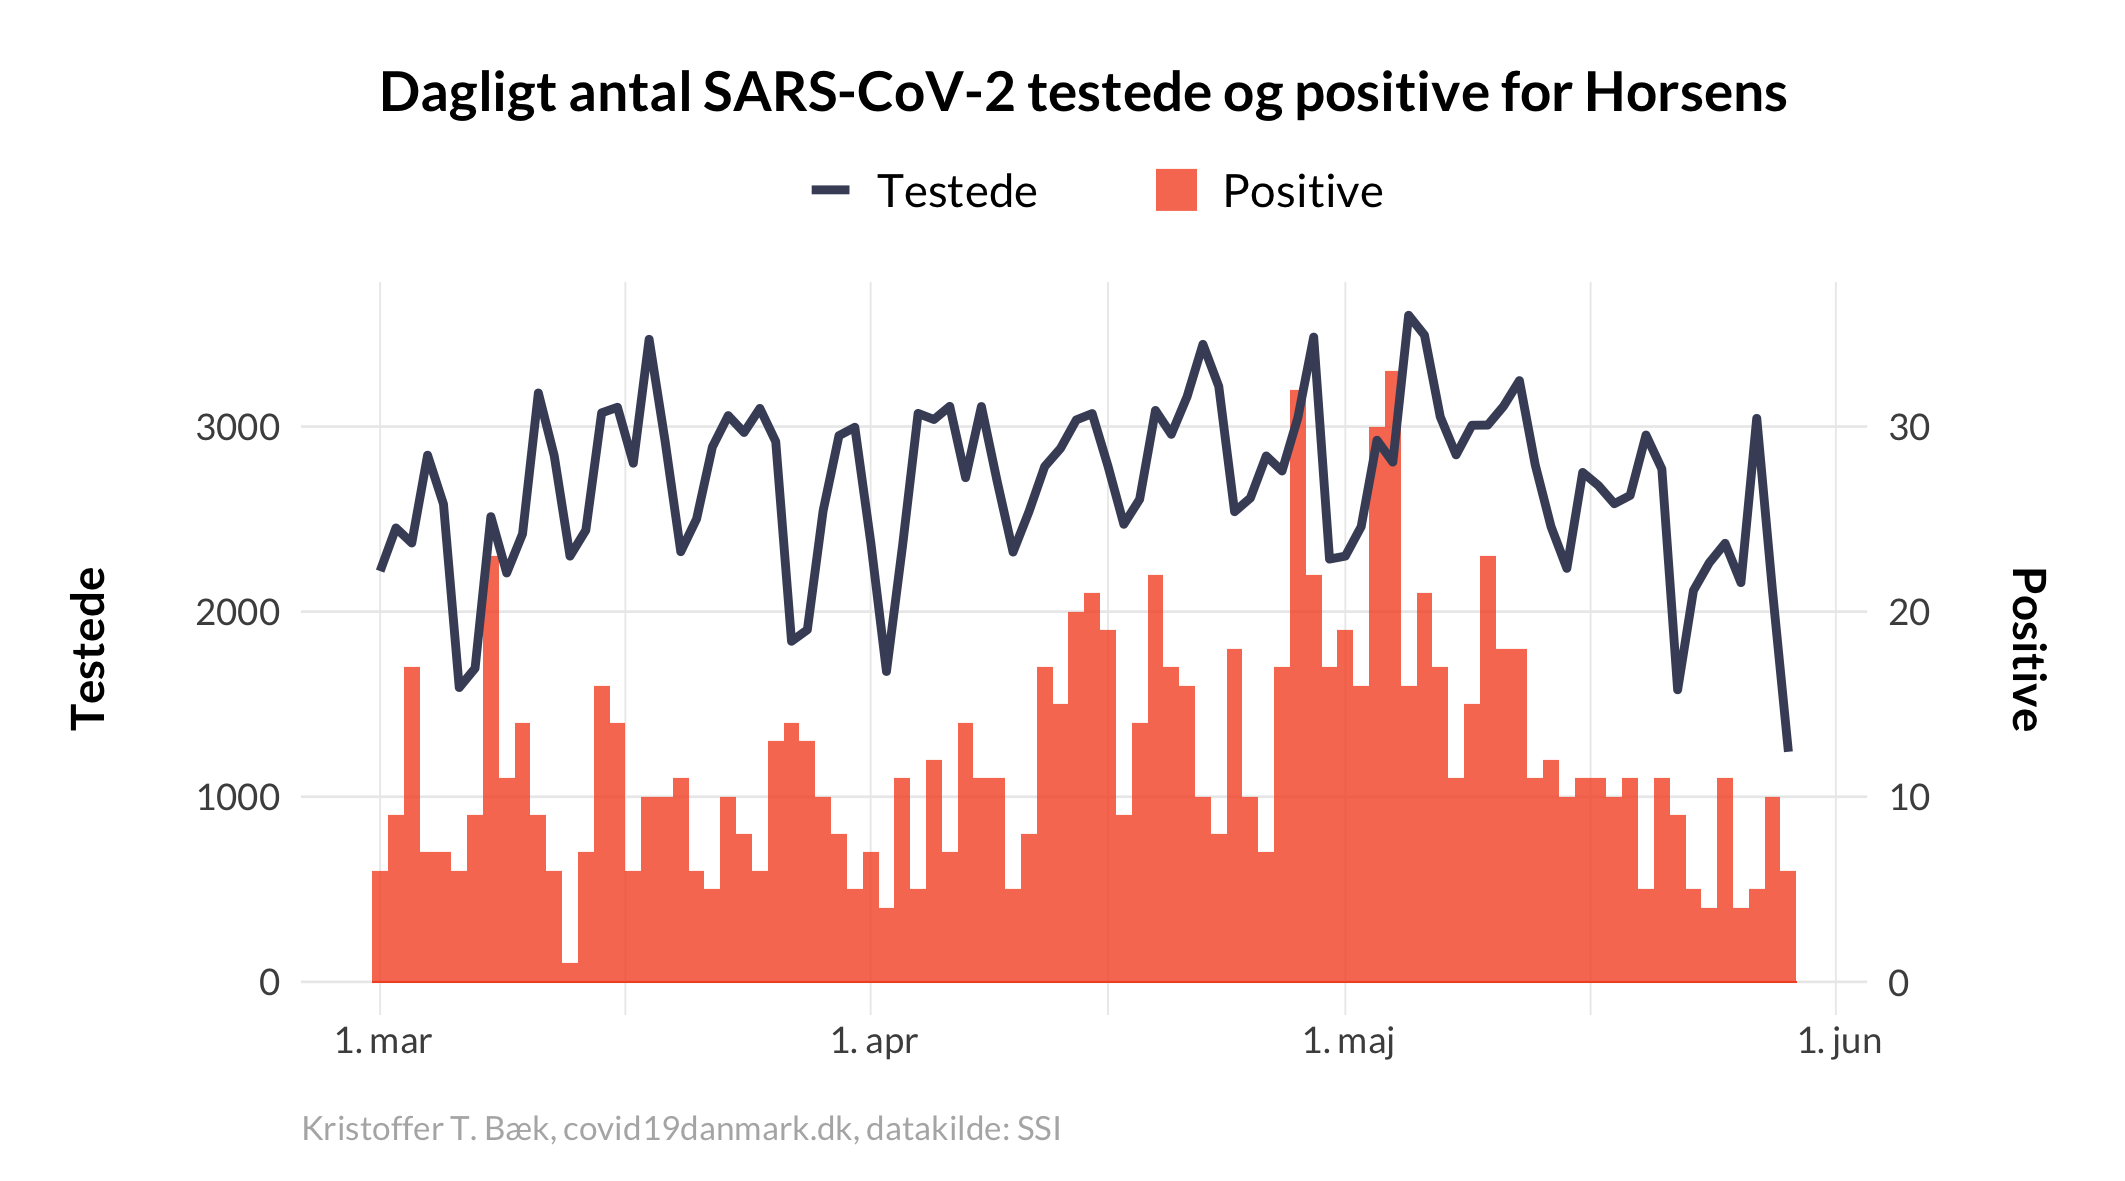 Dagligt antal SARS-CoV-2 testede og positive for Horsens
Testede
Positive
3000
2000
1000
0
Testede
30
20
10
0
Positive
1. mar
1. apr
1. maj
1. jun
Kristoffer T. Bæk, covid19danmark.dk, datakilde: SSI